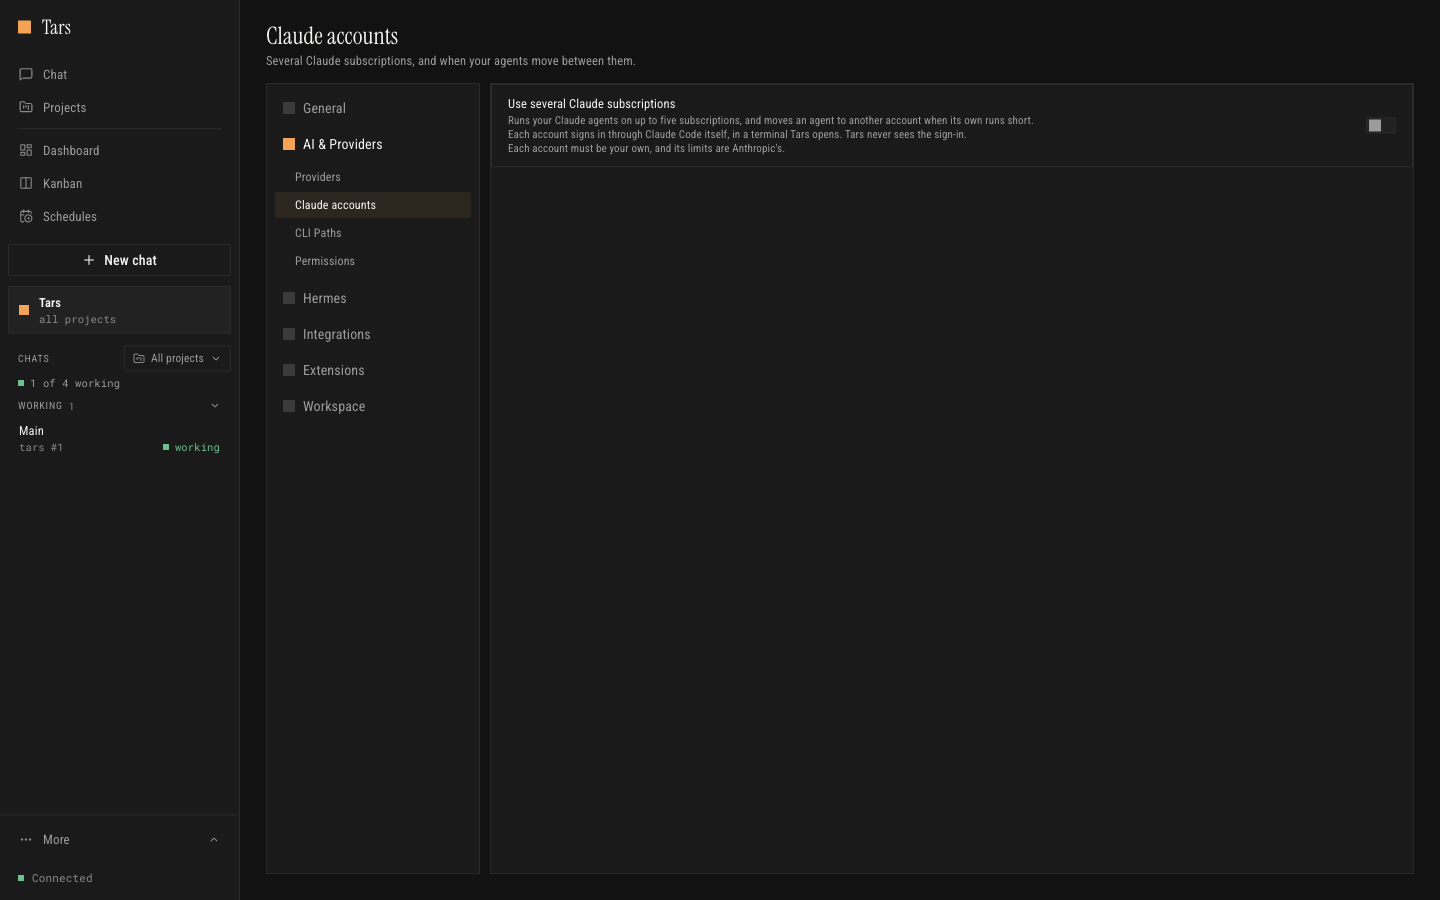 Tars
Chat
Projects
Dashboard
Kanban
Schedules
New chat
Tars
all projects
CHATS
All projects
1 of 4 working
WORKING 1
Main
tars #1
working
More
Connected
Claude accounts
Several Claude subscriptions, and when your agents move between them.
General
AI & Providers
Providers
Claude accounts
CLI Paths
Permissions
Hermes
Integrations
Extensions
Workspace
Use several Claude subscriptions
Runs your Claude agents on up to five subscriptions, and moves an agent to another account when its own runs short.
Each account signs in through Claude Code itself, in a terminal Tars opens. Tars never sees the sign-in.
Each account must be your own, and its limits are Anthropic's.